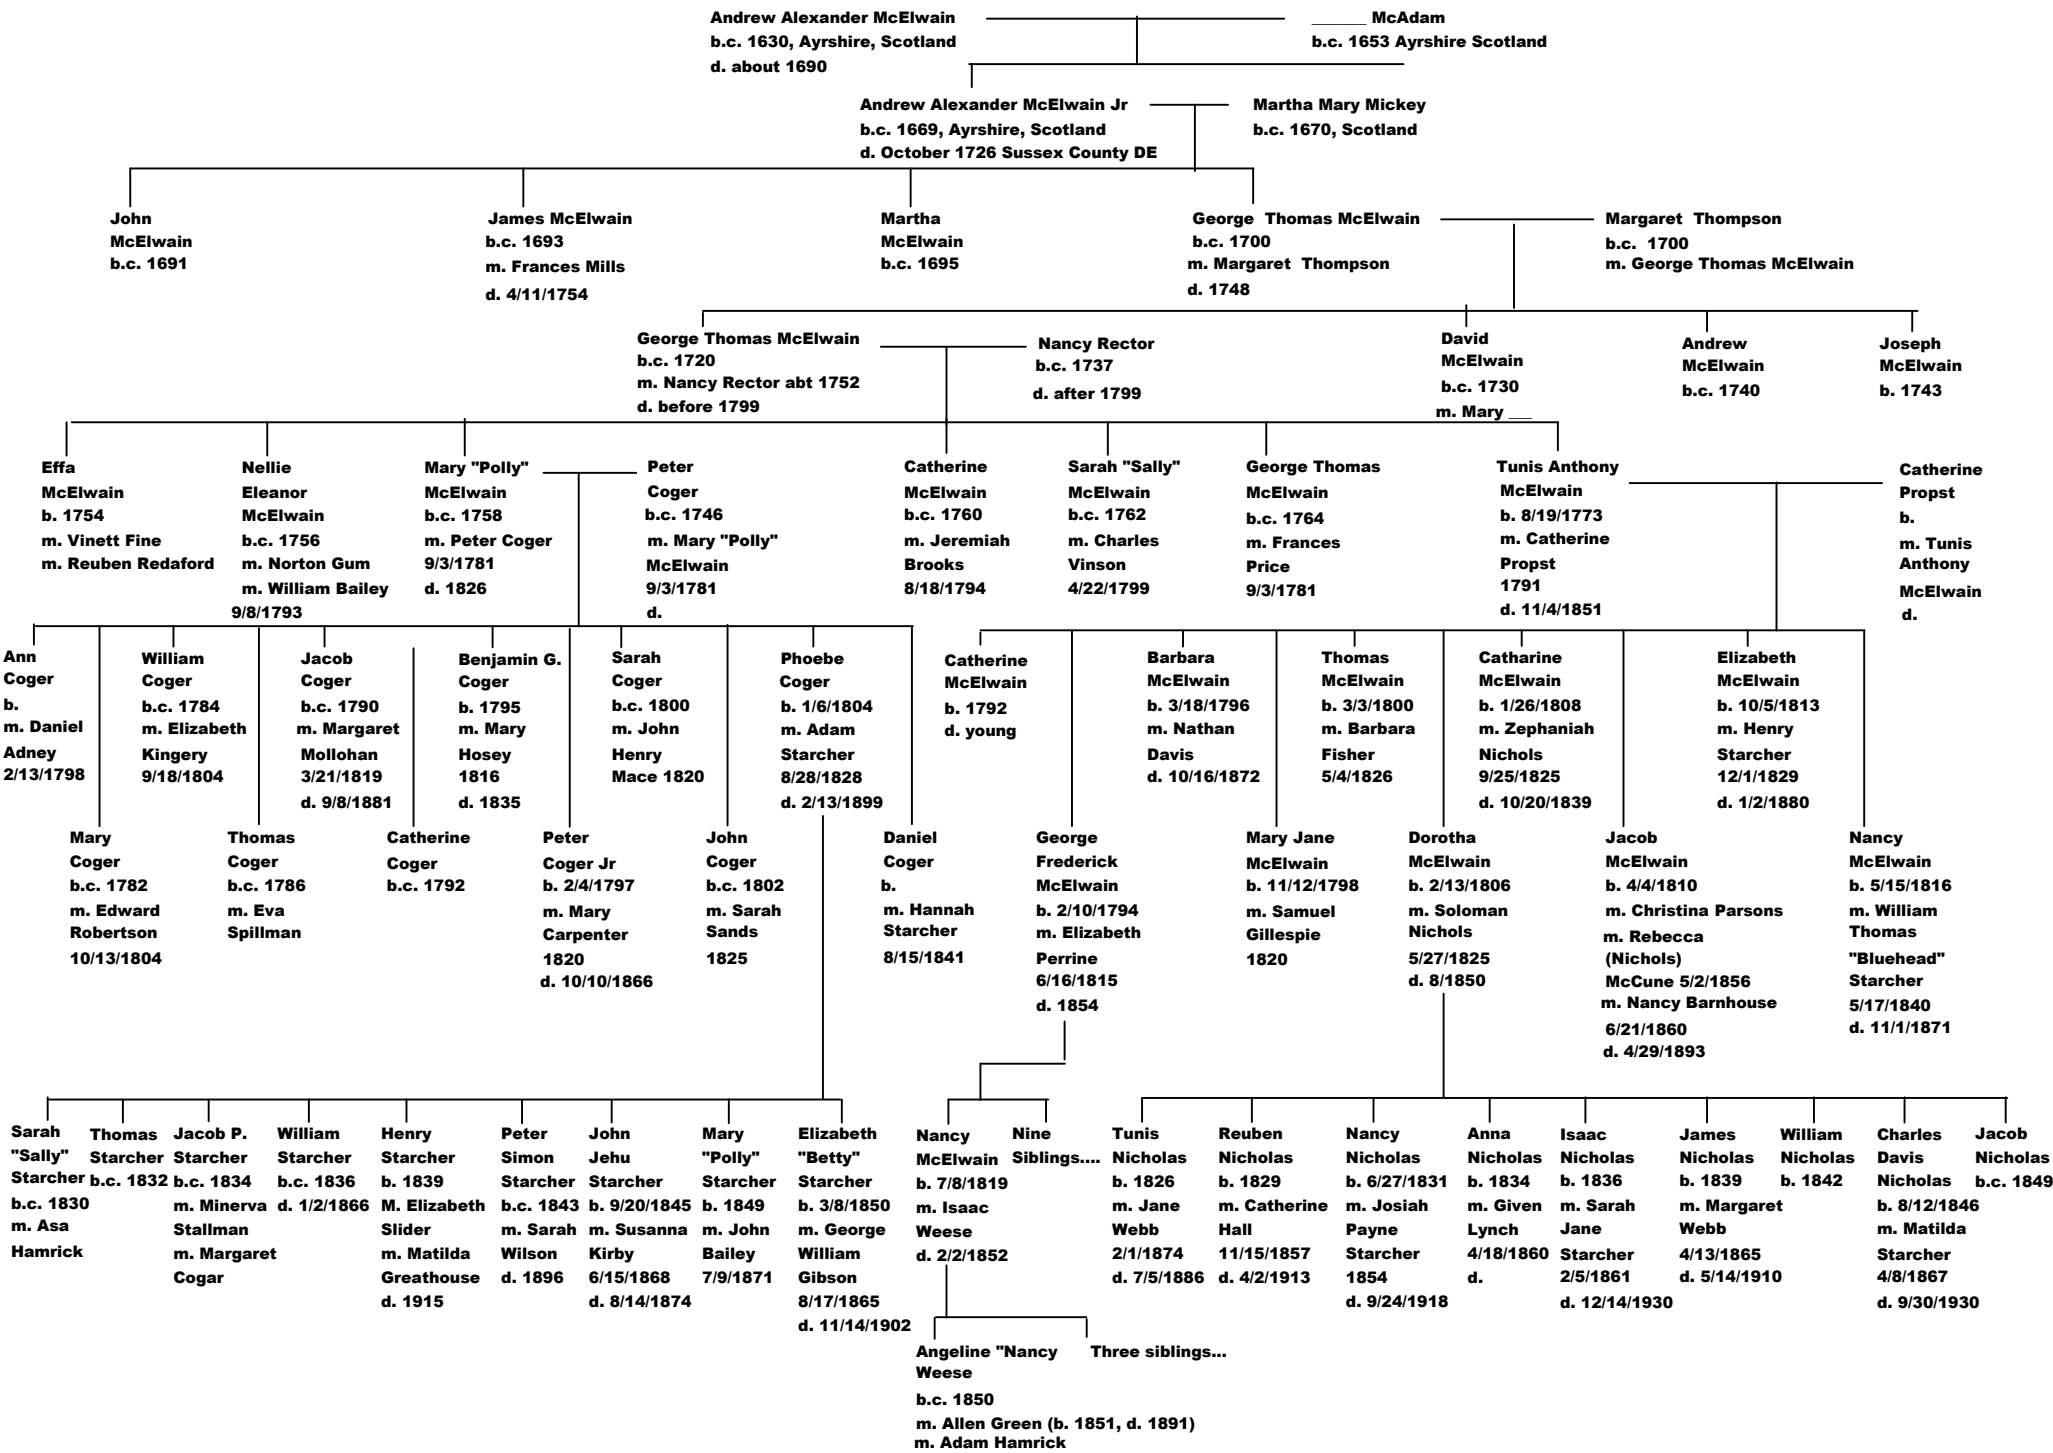 Andrew Alexander McElwain
b.c. 1630, Ayrshire, Scotland
d. about 1690
______ McAdam
b.c. 1653 Ayrshire Scotland
Andrew Alexander McElwain Jr
b.c. 1669, Ayrshire, Scotland
d. October 1726 Sussex County DE
Martha Mary Mickey
b.c. 1670, Scotland
John
McElwain
b.c. 1691
James McElwain
b.c. 1693
m. Frances Mills
d. 4/11/1754
Martha
McElwain
b.c. 1695
George Thomas McElwain
b.c. 1700
m. Margaret Thompson
d. 1748
Margaret Thompson
b.c. 1700
m. George Thomas McElwain
George Thomas McElwain
b.c. 1720
m. Nancy Rector abt 1752
d. before 1799
Nancy Rector
b.c. 1737
d. after 1799
David
McElwain
b.c. 1730
m. Mary ___
Andrew
McElwain
b.c. 1740
Joseph
McElwain
b. 1743
Effa
McElwain
b. 1754
m. Vinett Fine
m. Reuben Redaford
Nellie
Eleanor
McElwain
b.c. 1756
m. Norton Gum
m. William Bailey
9/8/1793
Mary "Polly"
McElwain
b.c. 1758
m. Peter Coger
9/3/1781
d. 1826
Peter
Coger
b.c. 1746
m. Mary "Polly"
McElwain
9/3/1781
d.
Catherine
McElwain
b.c. 1760
m. Jeremiah
Brooks
8/18/1794
Sarah "Sally"
McElwain
b.c. 1762
m. Charles
Vinson
4/22/1799
George Thomas
McElwain
b.c. 1764
m. Frances
Price
9/3/1781
Tunis Anthony
McElwain
b. 8/19/1773
m. Catherine
Propst
1791
d. 11/4/1851
Catherine
Propst
b.
m. Tunis
Anthony
McElwain
d.
Ann
Coger
b.
m. Daniel
Adney
2/13/1798
William
Coger
b.c. 1784
m. Elizabeth
Kingery
9/18/1804
Jacob
Coger
b.c. 1790
m. Margaret
Mollohan
3/21/1819
d. 9/8/1881
Benjamin G.
Coger
b. 1795
m. Mary
Hosey
1816
d. 1835
Sarah
Coger
b.c. 1800
m. John
Henry
Mace 1820
Phoebe
Coger
b. 1/6/1804
m. Adam
Starcher
8/28/1828
d. 2/13/1899
Catherine
McElwain
b. 1792
d. young
Barbara
McElwain
b. 3/18/1796
m. Nathan
Davis
d. 10/16/1872
Thomas
McElwain
b. 3/3/1800
m. Barbara
Fisher
5/4/1826
Catharine
McElwain
b. 1/26/1808
m. Zephaniah
Nichols
9/25/1825
d. 10/20/1839
Elizabeth
McElwain
b. 10/5/1813
m. Henry
Starcher
12/1/1829
d. 1/2/1880
Mary
Coger
b.c. 1782
m. Edward
Robertson
10/13/1804
Thomas
Coger
b.c. 1786
m. Eva
Spillman
Catherine
Coger
b.c. 1792
Peter
Coger Jr
b. 2/4/1797
m. Mary
Carpenter
1820
d. 10/10/1866
John
Coger
b.c. 1802
m. Sarah
Sands
1825
Daniel
Coger
b.
m. Hannah
Starcher
8/15/1841
George
Frederick
McElwain
b. 2/10/1794
m. Elizabeth
Perrine
6/16/1815
d. 1854
Mary Jane
McElwain
b. 11/12/1798
m. Samuel
Gillespie
1820
Dorotha
McElwain
b. 2/13/1806
m. Soloman
Nichols
5/27/1825
d. 8/1850
Jacob
McElwain
b. 4/4/1810
m. Christina Parsons
m. Rebecca
(Nichols)
McCune 5/2/1856
m. Nancy Barnhouse
6/21/1860
d. 4/29/1893
Nancy
McElwain
b. 5/15/1816
m. William
Thomas
"Bluehead"
Starcher
5/17/1840
d. 11/1/1871
Sarah
"Sally"
Starcher
b.c. 1830
m. Asa
Hamrick
Thomas
Starcher
b.c. 1832
Jacob P.
Starcher
b.c. 1834
m. Minerva
Stallman
m. Margaret
Cogar
William
Starcher
b.c. 1836
d. 1/2/1866
Henry
Starcher
b. 1839
M. Elizabeth
Slider
m. Matilda
Greathouse
d. 1915
Peter
Simon
Starcher
b.c. 1843
m. Sarah
Wilson
d. 1896
John
Jehu
Starcher
b. 9/20/1845
m. Susanna
Kirby
6/15/1868
d. 8/14/1874
Mary
"Polly"
Starcher
b. 1849
m. John
Bailey
7/9/1871
Elizabeth
"Betty"
Starcher
b. 3/8/1850
m. George
William
Gibson
8/17/1865
d. 11/14/1902
Nancy
McElwain
b. 7/8/1819
m. Isaac
Weese
d. 2/2/1852
Nine
Siblings....
Tunis
Nicholas
b. 1826
m. Jane
Webb
2/1/1874
d. 7/5/1886
Reuben
Nicholas
b. 1829
m. Catherine
Hall
11/15/1857
d. 4/2/1913
Nancy
Nicholas
b. 6/27/1831
m. Josiah
Payne
Starcher
1854
d. 9/24/1918
Anna
Nicholas
b. 1834
m. Given
Lynch
4/18/1860
d.
Isaac
Nicholas
b. 1836
m. Sarah
Jane
Starcher
2/5/1861
d. 12/14/1930
James
Nicholas
b. 1839
m. Margaret
Webb
4/13/1865
d. 5/14/1910
William
Nicholas
b. 1842
Charles
Davis
Nicholas
b. 8/12/1846
m. Matilda
Starcher
4/8/1867
d. 9/30/1930
Jacob
Nicholas
b.c. 1849
Angeline "Nancy
Weese
b.c. 1850
m. Allen Green (b. 1851, d. 1891)
m. Adam Hamrick
Three siblings...